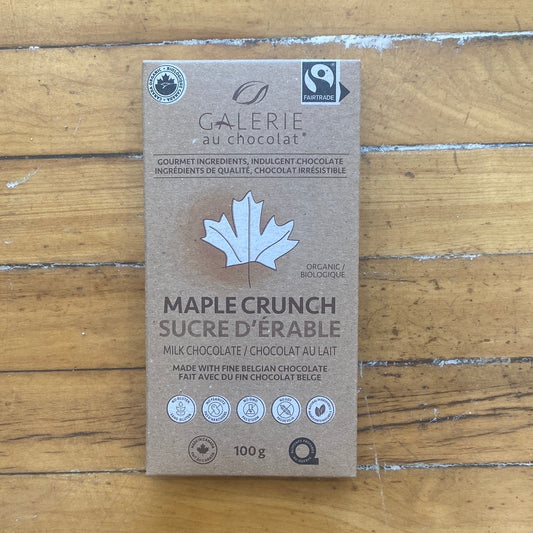 FAIRTRADE
GALERIE
au chocolat®
GOURMET INGREDIENTS, INDULGENT CHOCOLATE
INGRÉDIENTS DE QUALITÉ, CHOCOLAT IRRÉSISTIBLE
ORGANIC /
BIOLOGIQUE
MAPLE CRUNCH
SUCRE D'ÉRABLE
MILK CHOCOLATE / CHOCOLAT AU LAIT
MADE WITH FINE BELGIAN CHOCOLATE
FAIT AVEC DU FIN CHOCOLAT BELGE
100 g